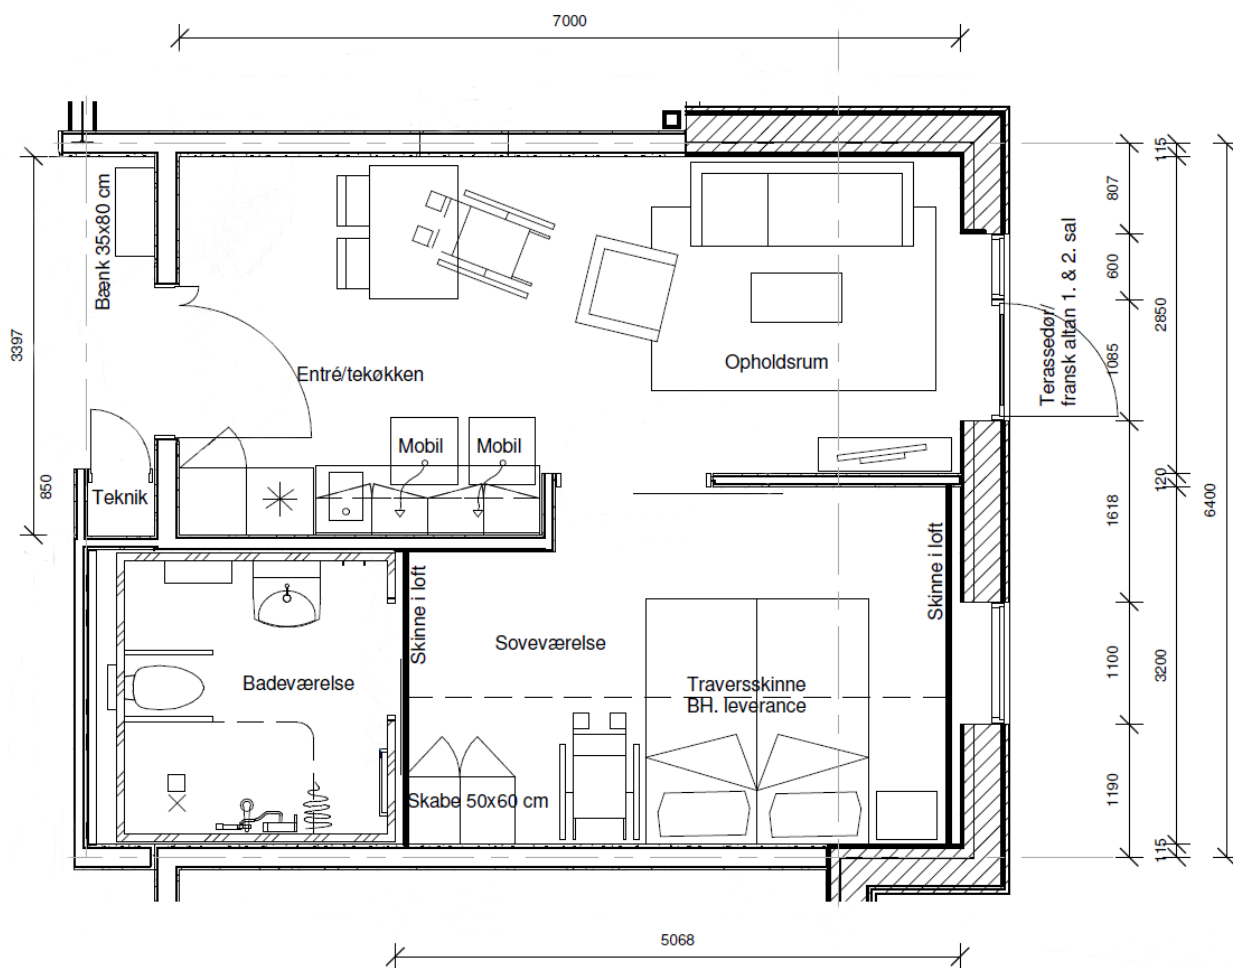 7000
115
807
Bænk 35x80 cm
600
Terassedør/
fransk altan 1. & 2. sal
2850
3397
1085
Opholdsrum
Entré/tekøkken
Mobil
Mobil
850
Teknik
120
1618
6400
Skinne i loft
Skinne i loft
Soveværelse
Badeværelse
Traversskinne
BH. leverance
1100
3200
Skabe 50x60 cm
1190
115
5068